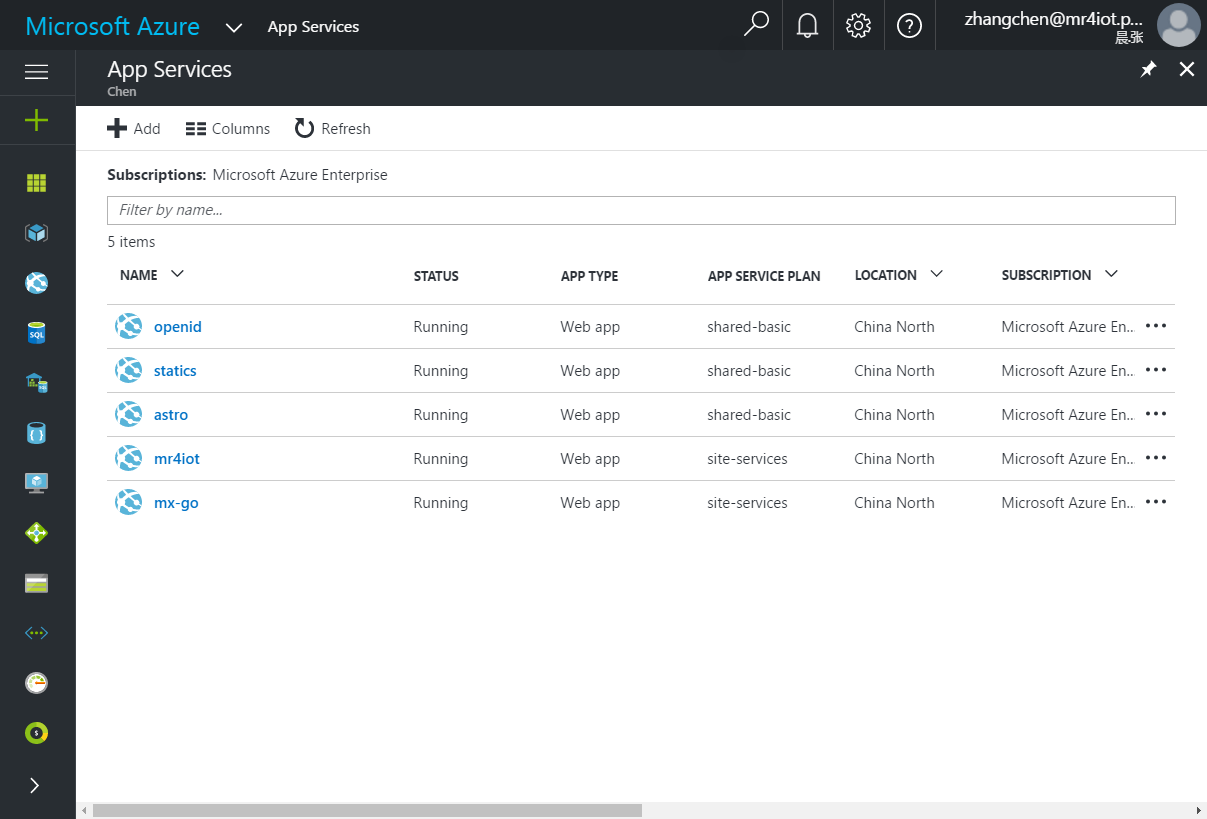 Microsoft Azure App Services zhangchen@mr4iot.p...
晨张
App Services
Chen
Add Columns Refresh
Subscriptions: Microsoft Azure Enterprise
Filter by name...
5 items
NAME STATUS APP TYPE APP SERVICE PLAN LOCATION SUBSCRIPTION
openid Running Web app shared-basic China North Microsoft Azure En...
statics Running Web app shared-basic China North Microsoft Azure En...
SQL
astro Running Web app shared-basic China North Microsoft Azure En...
mr4iot Running Web app site-services China North Microsoft Azure En...
mx-go Running Web app site-services China North Microsoft Azure En...